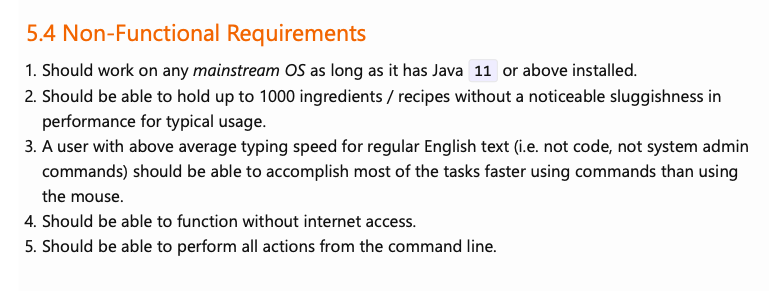 5.4 Non-Functional Requirements
1. Should work on any mainstream OS as long as it has Java 11 or above installed.
2. Should be able to hold up to 1000 ingredients / recipes without a noticeable sluggishness in
performance for typical usage.
3. A user with above average typing speed for regular English text (i.e. not code, not system admin
commands) should be able to accomplish most of the tasks faster using commands than using
the mouse.
4. Should be able to function without internet access.
5. Should be able to perform all actions from the command line.